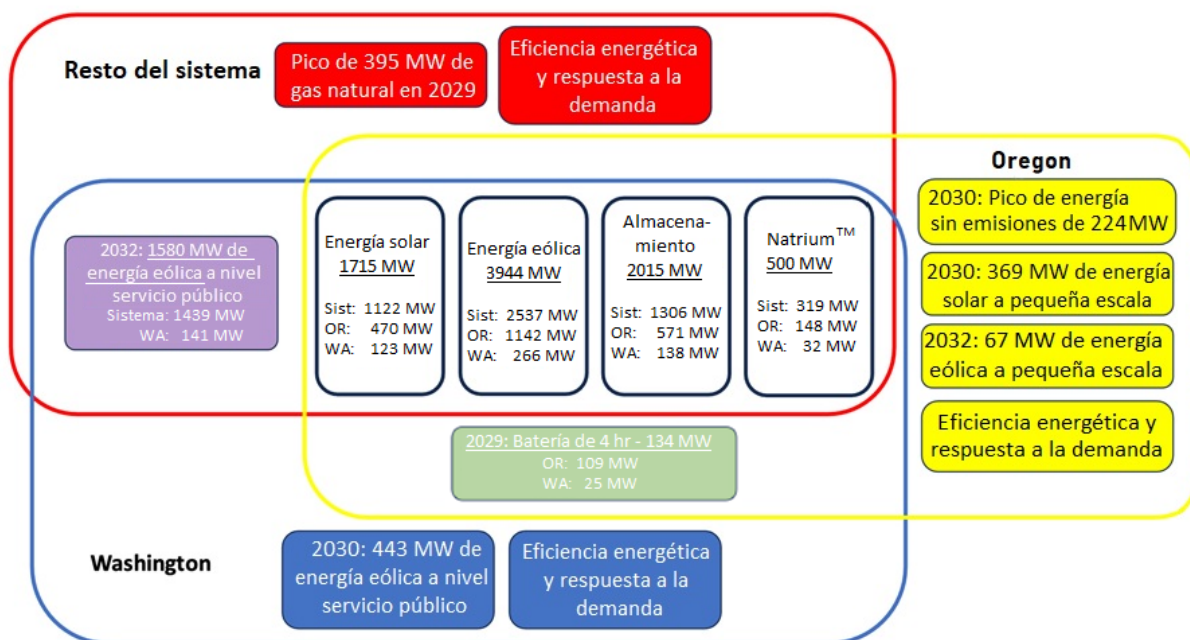 Resto del sistema
Pico de 395 MW de
gas natural en 2029
Eficiencia energética
y respuesta a la
demanda
Oregon
2030: Pico de energía
sin emisiones de 224 MW
2030: 369 MW de energía
solar a pequeña escala
2032: 67 MW de energía
eólica a pequeña escala
Eficiencia energética y
respuesta a la demanda
2032: 1580 MW de
energía eólica a nivel
servicio público
Sistema: 1439 MW
WA: 141 MW
Energía solar
1715 MW
Sist: 1122 MW
OR: 470 MW
WA: 123 MW
Energía eólica
3944 MW
Sist: 2537 MW
OR: 1142 MW
WA: 266 MW
Almacena-
miento
2015 MW
Sist: 1306 MW
OR: 571 MW
WA: 138 MW
Natrium™
500 MW
Sist: 319 MW
OR: 148 MW
WA: 32 MW
2029: Batería de 4 hr - 134 MW
OR: 109 MW
WA: 25 MW
Washington
2030: 443 MW de
energía eólica a nivel
servicio público
Eficiencia energética
y respuesta a la
demanda